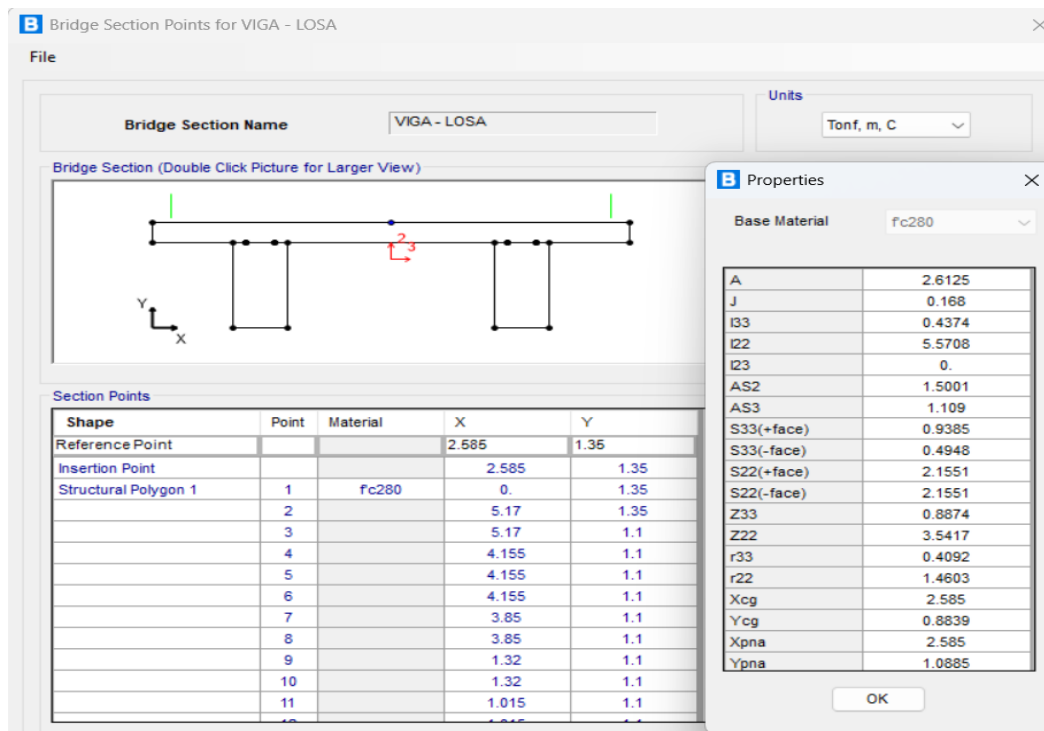 B Bridge Section Points for VIGA - LOSA
File
Bridge Section Name VIGA - LOSA
Units
Tonf, m, C
Bridge Section (Double Click Picture for Larger View)
2
3
Y
X
Section Points
Shape Point Material X Y
Reference Point 2.585 1.35
Insertion Point 2.585 1.35
Structural Polygon 1 1 f'c280 0. 1.35
2 5.17 1.35
3 5.17 1.1
4 4.155 1.1
5 4.155 1.1
6 4.155 1.1
7 3.85 1.1
8 3.85 1.1
9 1.32 1.1
10 1.32 1.1
11 1.015 1.1
B Properties
Base Material f'c280
A 2.6125
J 0.168
I33 0.4374
I22 5.5708
I23 0.
AS2 1.5001
AS3 1.109
S33(+face) 0.9385
S33(-face) 0.4948
S22(+face) 2.1551
S22(-face) 2.1551
Z33 0.8874
Z22 3.5417
r33 0.4092
r22 1.4603
Xcg 2.585
Ycg 0.8839
Xpna 2.585
Ypna 1.0885
OK